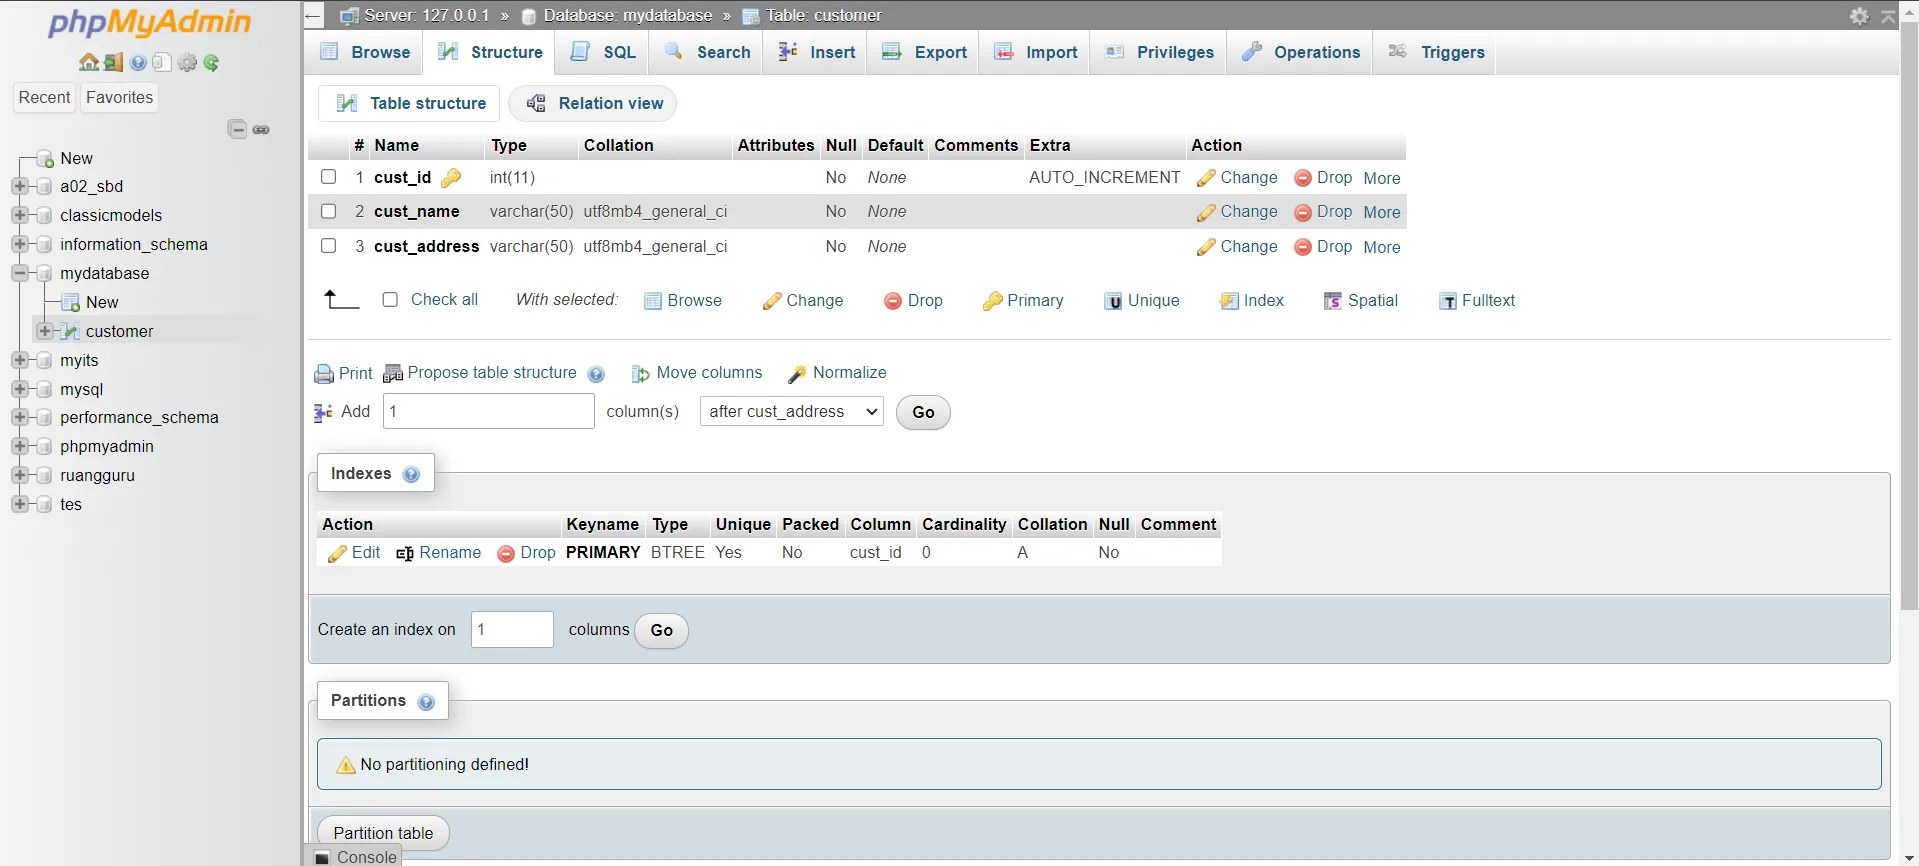 phpMyAdmin
Recent Favorites
New
a02_sbd
classicmodels
information_schema
mydatabase
New
customer
myits
mysql
performance_schema
phpmyadmin
ruangguru
tes
← Server: 127.0.0.1 » Database: mydatabase » Table: customer
Browse Structure SQL Search Insert Export Import Privileges Operations Triggers
Table structure Relation view
# Name Type Collation Attributes Null Default Comments Extra Action
1 cust_id int(11) No None AUTO_INCREMENT Change Drop More
2 cust_name varchar(50) utf8mb4_general_ci No None Change Drop More
3 cust_address varchar(50) utf8mb4_general_ci No None Change Drop More
Check all With selected: Browse Change Drop Primary Unique Index Spatial Fulltext
Print Propose table structure Move columns Normalize
Add 1 column(s) after cust_address Go
Indexes
Action Keyname Type Unique Packed Column Cardinality Collation Null Comment
Edit Rename Drop PRIMARY BTREE Yes No cust_id 0 A No
Create an index on 1 columns Go
Partitions
No partitioning defined!
Partition table
Console